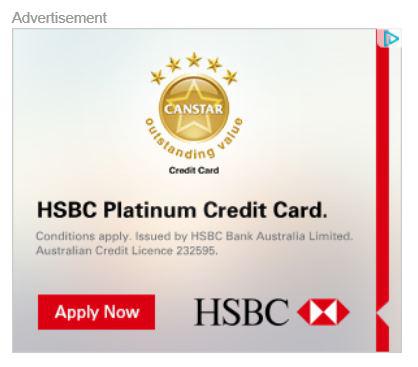 Advertisement
CANSTAR
outstanding value
Credit Card
HSBC Platinum Credit Card.
Conditions apply. Issued by HSBC Bank Australia Limited.
Australian Credit Licence 232595.
Apply Now
HSBC